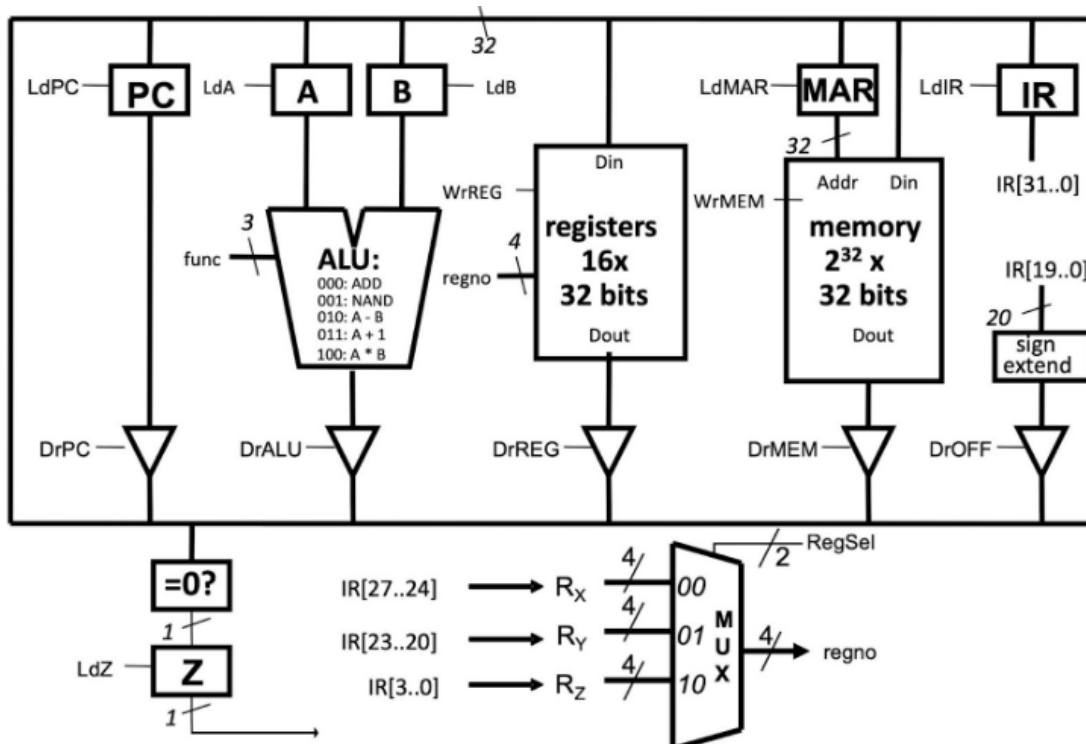 32
LdPC
PC
LdA
A
B
LdB
LdMAR
MAR
LdIR
IR
32
Din
Addr
Din
IR[31..0]
WrREG
WrMEM
3
func
ALU:
000: ADD
001: NAND
010: A - B
011: A + 1
100: A * B
4
regno
registers
16x
32 bits
Dout
memory
2³² x
32 bits
Dout
IR[19..0]
20
sign
extend
DrPC
DrALU
DrREG
DrMEM
DrOFF
=0?
1
LdZ
Z
1
RegSel
2
IR[27..24]
RX
4
00
IR[23..20]
RY
4
01
IR[3..0]
RZ
4
10
MUX
4
regno